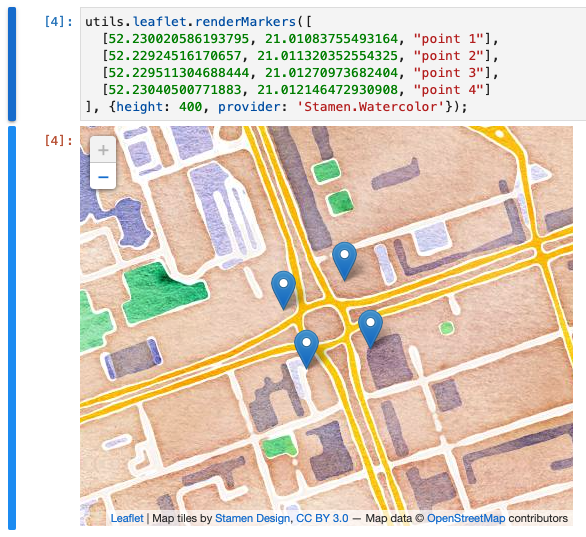 [4]: utils.leaflet.renderMarkers([
[52.230020586193795, 21.01083755493164, "point 1"],
[52.22924516170657, 21.011320352554325, "point 2"],
[52.229511304688444, 21.01270973682404, "point 3"],
[52.23040500771883, 21.012146472930908, "point 4"]
], {height: 400, provider: 'Stamen.Watercolor'});
[4]:
+
−
Leaflet | Map tiles by Stamen Design, CC BY 3.0 — Map data © OpenStreetMap contributors